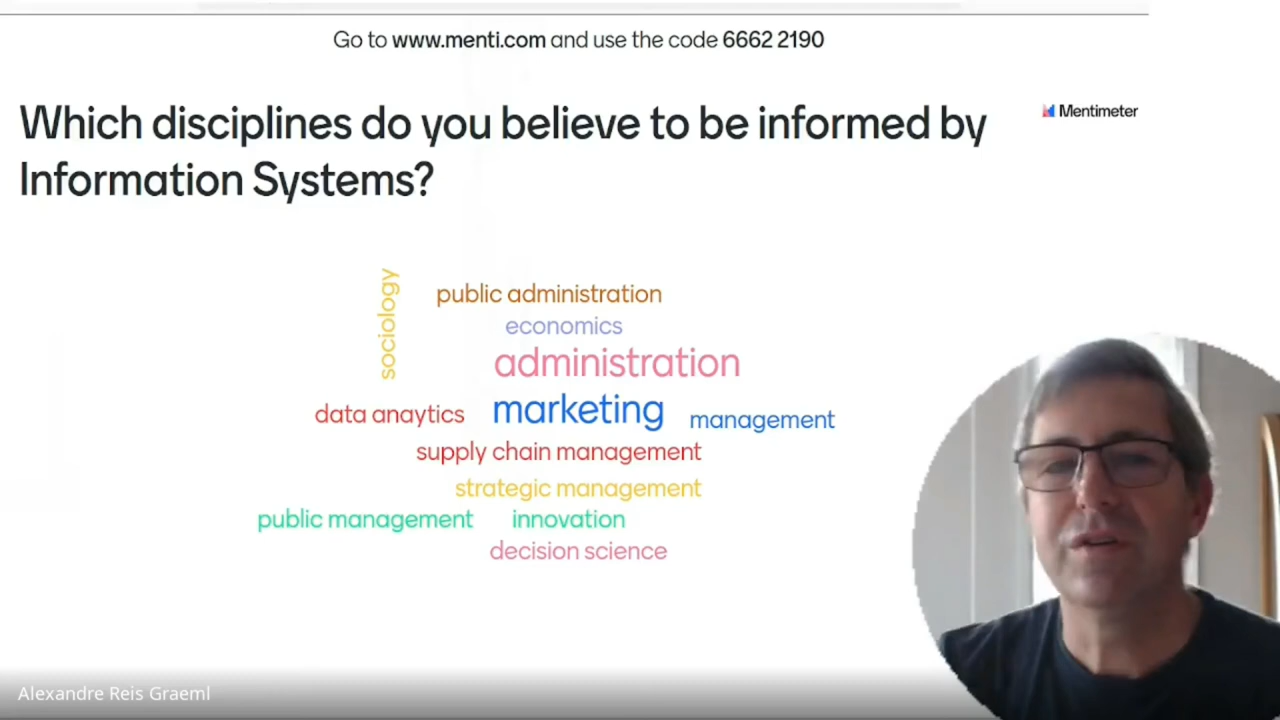 Go to www.menti.com and use the code 6662 2190
Mentimeter
Which disciplines do you believe to be informed by
Information Systems?
sociology
public administration
economics
administration
data anaytics
marketing
management
supply chain management
strategic management
public management
innovation
decision science
Alexandre Reis Graeml